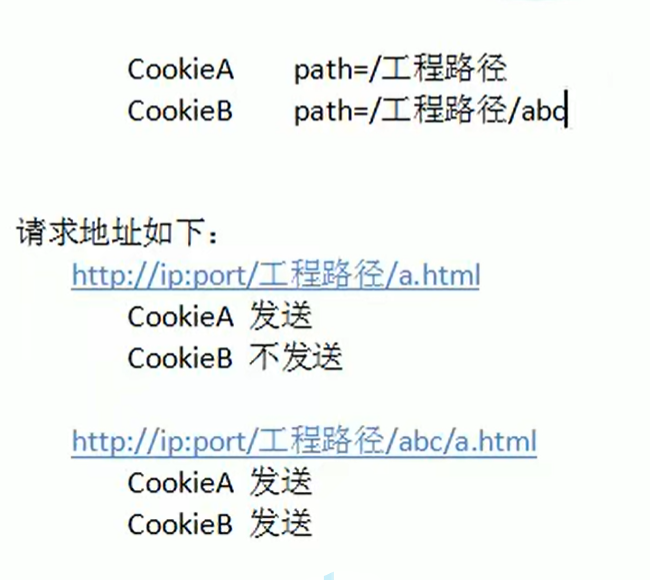 CookieA path=/工程路径
CookieB path=/工程路径/abc
请求地址如下：
http://ip:port/工程路径/a.html
CookieA 发送
CookieB 不发送
http://ip:port/工程路径/abc/a.html
CookieA 发送
CookieB 发送